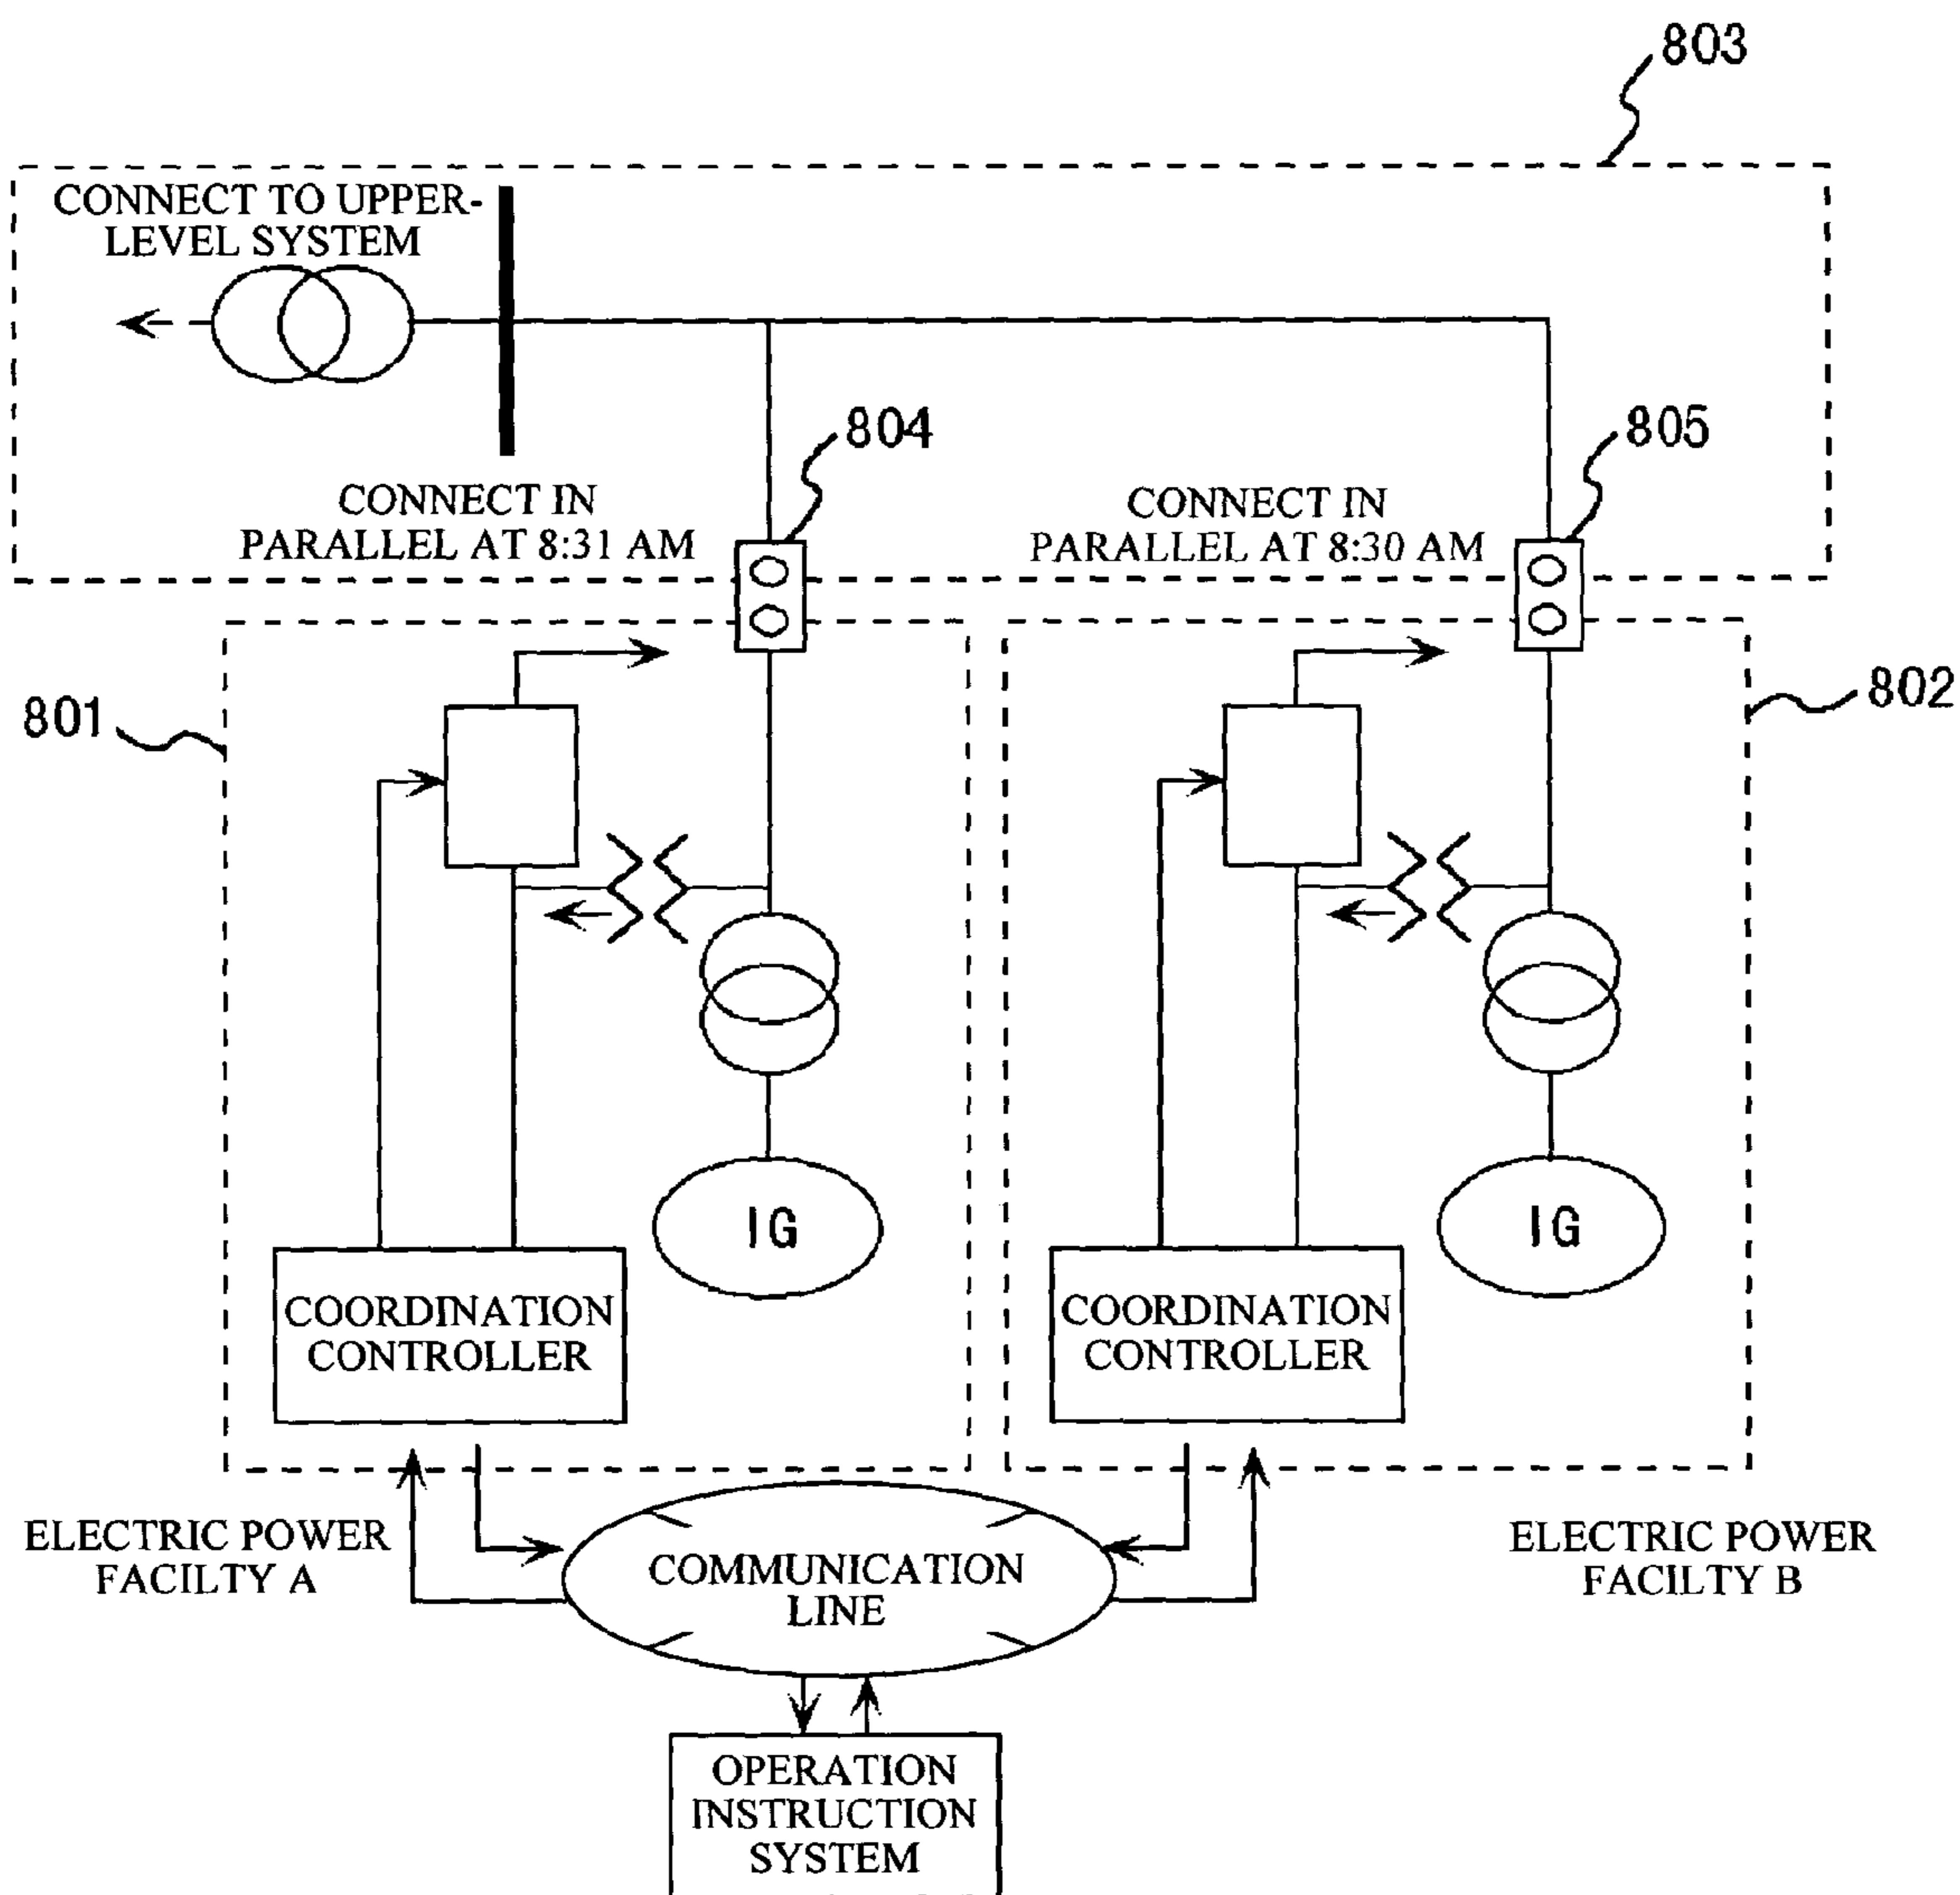 803
CONNECT TO UPPER-
LEVEL SYSTEM
804
805
CONNECT IN
PARALLEL AT 8:31 AM
CONNECT IN
PARALLEL AT 8:30 AM
801
802
IG
IG
COORDINATION
CONTROLLER
COORDINATION
CONTROLLER
ELECTRIC POWER
FACILTY A
ELECTRIC POWER
FACILTY B
COMMUNICATION
LINE
OPERATION
INSTRUCTION
SYSTEM